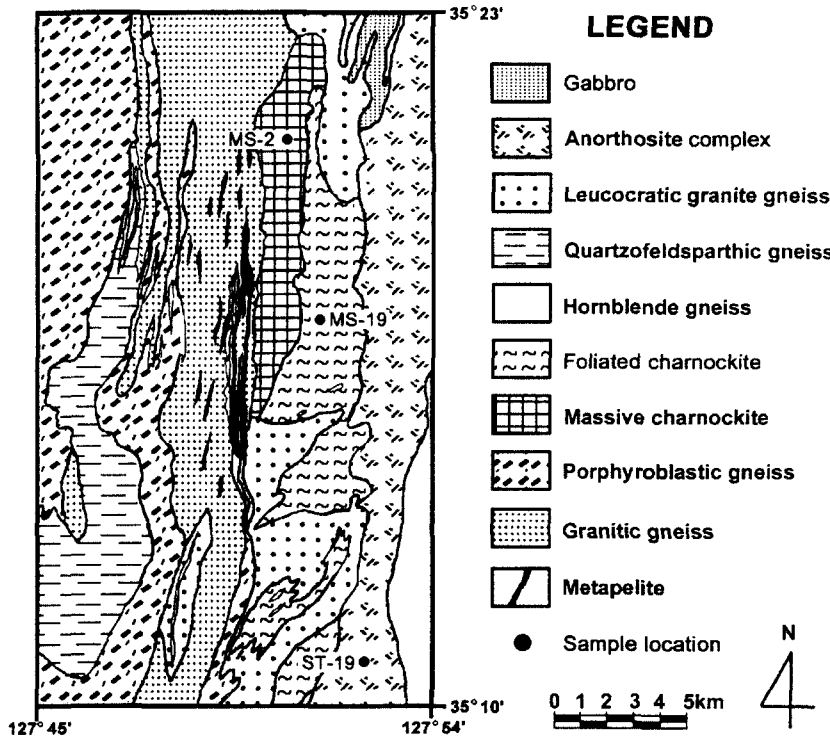 35°23'
MS-2
MS-19
ST-19
35°10'
127°45'
127°54'
LEGEND
Gabbro
Anorthosite complex
Leucocratic granite gneiss
Quartzofeldsparthic gneiss
Hornblende gneiss
Foliated charnockite
Massive charnockite
Porphyroblastic gneiss
Granitic gneiss
Metapelite
Sample location
N
0 1 2 3 4 5km